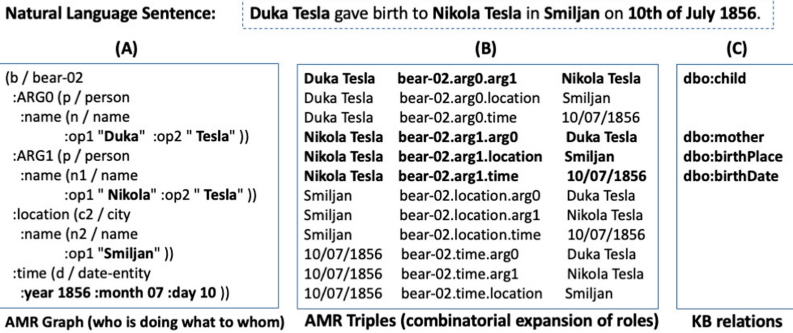 Natural Language Sentence: Duka Tesla gave birth to Nikola Tesla in Smiljan on 10th of July 1856.
(A) (B) (C)
(b / bear-02
:ARG0 (p / person
:name (n / name
:op1 "Duka" :op2 " Tesla" ))
:ARG1 (p / person
:name (n1 / name
:op1 " Nikola" :op2 " Tesla" ))
:location (c2 / city
:name (n2 / name
:op1 "Smiljan" ))
:time (d / date-entity
:year 1856 :month 07 :day 10 ))
AMR Graph (who is doing what to whom)
Duka Tesla bear-02.arg0.arg1 Nikola Tesla
Duka Tesla bear-02.arg0.location Smiljan
Duka Tesla bear-02.arg0.time 10/07/1856
Nikola Tesla bear-02.arg1.arg0 Duka Tesla
Nikola Tesla bear-02.arg1.location Smiljan
Nikola Tesla bear-02.arg1.time 10/07/1856
Smiljan bear-02.location.arg0 Duka Tesla
Smiljan bear-02.location.arg1 Nikola Tesla
Smiljan bear-02.location.time 10/07/1856
10/07/1856 bear-02.time.arg0 Duka Tesla
10/07/1856 bear-02.time.arg1 Nikola Tesla
10/07/1856 bear-02.time.location Smiljan
AMR Triples (combinatorial expansion of roles)
dbo:child
dbo:mother
dbo:birthPlace
dbo:birthDate
KB relations